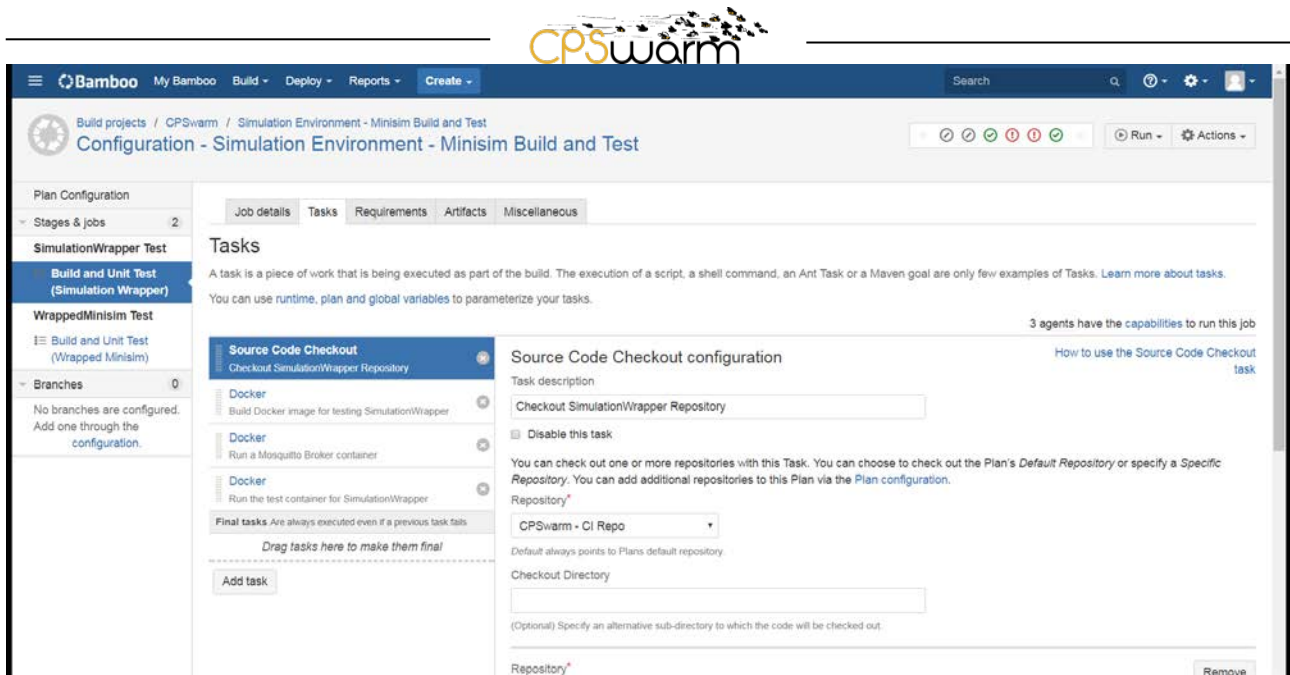 CPSwarm
Bamboo My Bamboo Build Deploy Reports Create Search
Build projects / CPSwarm / Simulation Environment - Minisim Build and Test
Configuration - Simulation Environment - Minisim Build and Test
Run Actions
Plan Configuration
Stages & jobs 2
SimulationWrapper Test
Build and Unit Test
(Simulation Wrapper)
WrappedMinisim Test
Build and Unit Test
(Wrapped Minisim)
Branches 0
No branches are configured.
Add one through the
configuration.
Job details Tasks Requirements Artifacts Miscellaneous
Tasks
A task is a piece of work that is being executed as part of the build. The execution of a script, a shell command, an Ant Task or a Maven goal are only few examples of Tasks. Learn more about tasks.
You can use runtime, plan and global variables to parameterize your tasks.
3 agents have the capabilities to run this job
Source Code Checkout
Checkout SimulationWrapper Repository
Docker
Build Docker image for testing SimulationWrapper
Docker
Run a Mosquitto Broker container
Docker
Run the test container for SimulationWrapper
Final tasks Are always executed even if a previous task fails
Drag tasks here to make them final
Add task
Source Code Checkout configuration
How to use the Source Code Checkout
task
Task description
Checkout SimulationWrapper Repository
Disable this task
You can check out one or more repositories with this Task. You can choose to check out the Plan's Default Repository or specify a Specific
Repository. You can add additional repositories to this Plan via the Plan configuration.
Repository*
CPSwarm - CI Repo
Default always points to Plans default repository.
Checkout Directory
(Optional) Specify an alternative sub-directory to which the code will be checked out.
Repository*
Remove